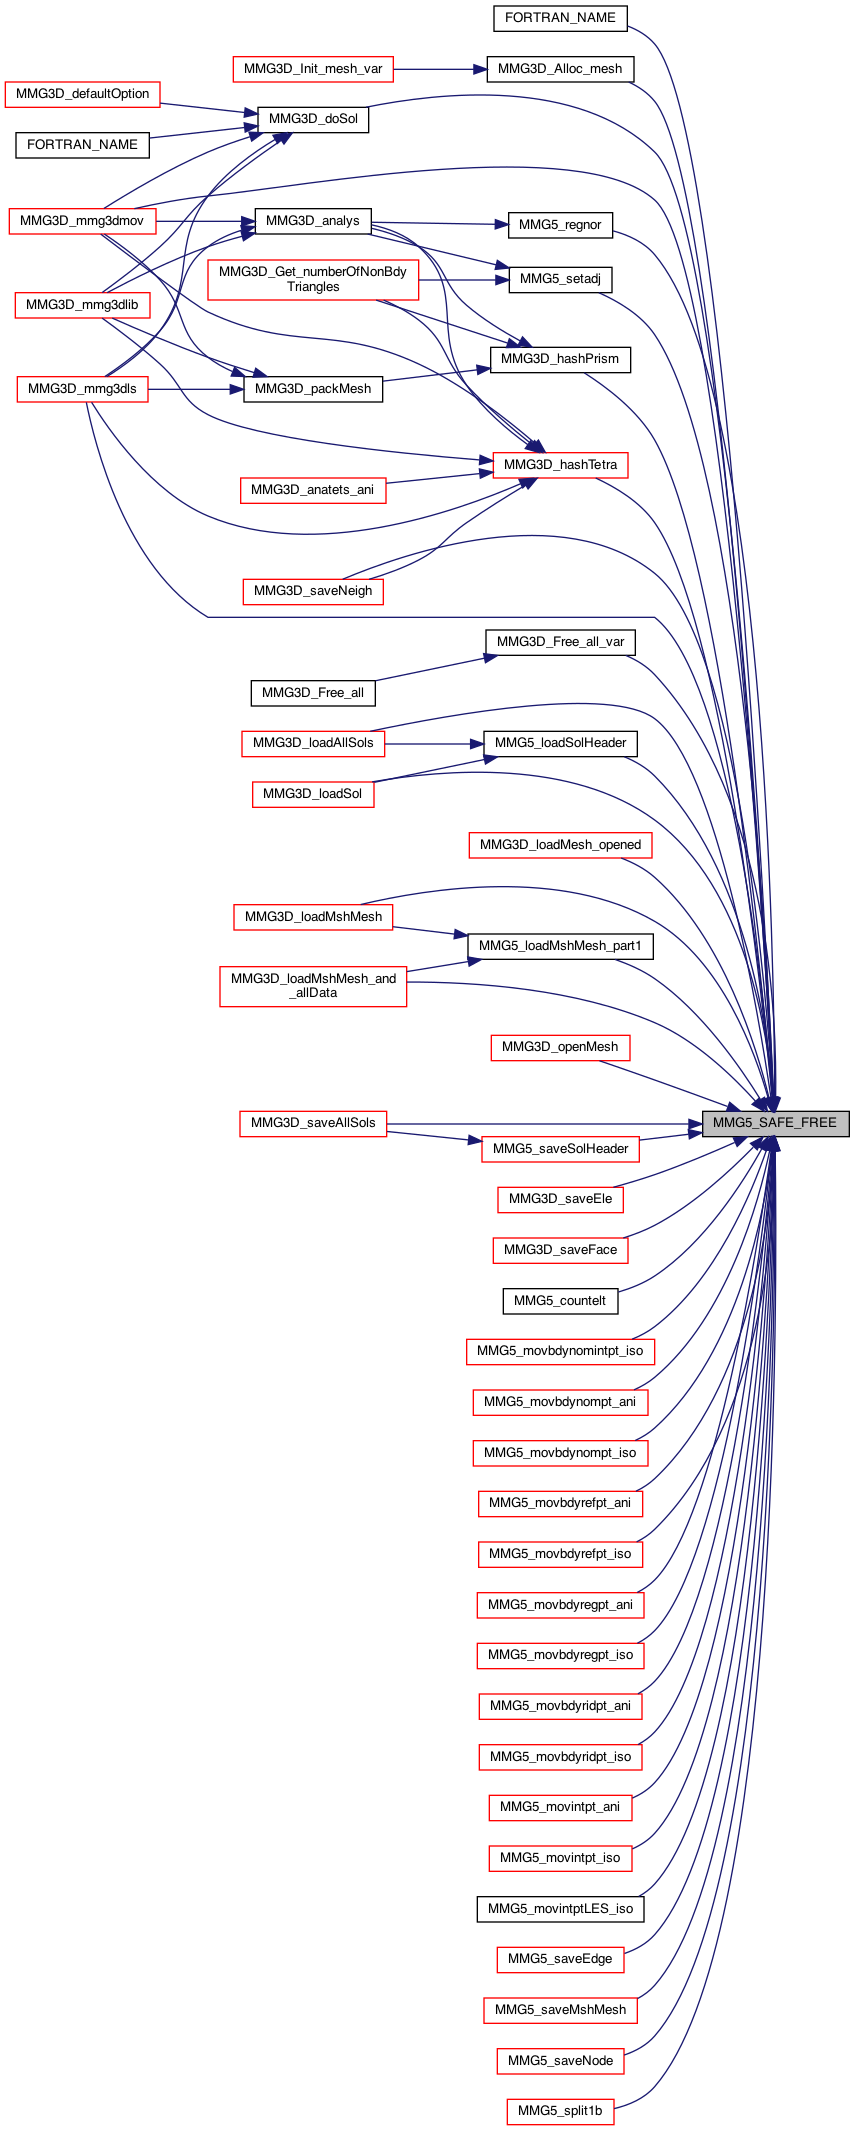 FORTRAN_NAME
MMG3D_Init_mesh_var
MMG3D_Alloc_mesh
MMG3D_defaultOption
MMG3D_doSol
FORTRAN_NAME
MMG3D_mmg3dmov
MMG3D_analys
MMG5_regnor
MMG3D_Get_numberOfNonBdy
Triangles
MMG5_setadj
MMG3D_mmg3dlib
MMG3D_hashPrism
MMG3D_mmg3dls
MMG3D_packMesh
MMG3D_hashTetra
MMG3D_anatets_ani
MMG3D_saveNeigh
MMG3D_Free_all_var
MMG3D_Free_all
MMG3D_loadAllSols
MMG5_loadSolHeader
MMG3D_loadSol
MMG3D_loadMesh_opened
MMG3D_loadMshMesh
MMG5_loadMshMesh_part1
MMG3D_loadMshMesh_and
_allData
MMG3D_openMesh
MMG3D_saveAllSols
MMG5_SAFE_FREE
MMG5_saveSolHeader
MMG3D_saveEle
MMG3D_saveFace
MMG5_countelt
MMG5_movbdynomintpt_iso
MMG5_movbdynompt_ani
MMG5_movbdynompt_iso
MMG5_movbdyrefpt_ani
MMG5_movbdyrefpt_iso
MMG5_movbdyregpt_ani
MMG5_movbdyregpt_iso
MMG5_movbdyridpt_ani
MMG5_movbdyridpt_iso
MMG5_movintpt_ani
MMG5_movintpt_iso
MMG5_movintptLES_iso
MMG5_saveEdge
MMG5_saveMshMesh
MMG5_saveNode
MMG5_split1b